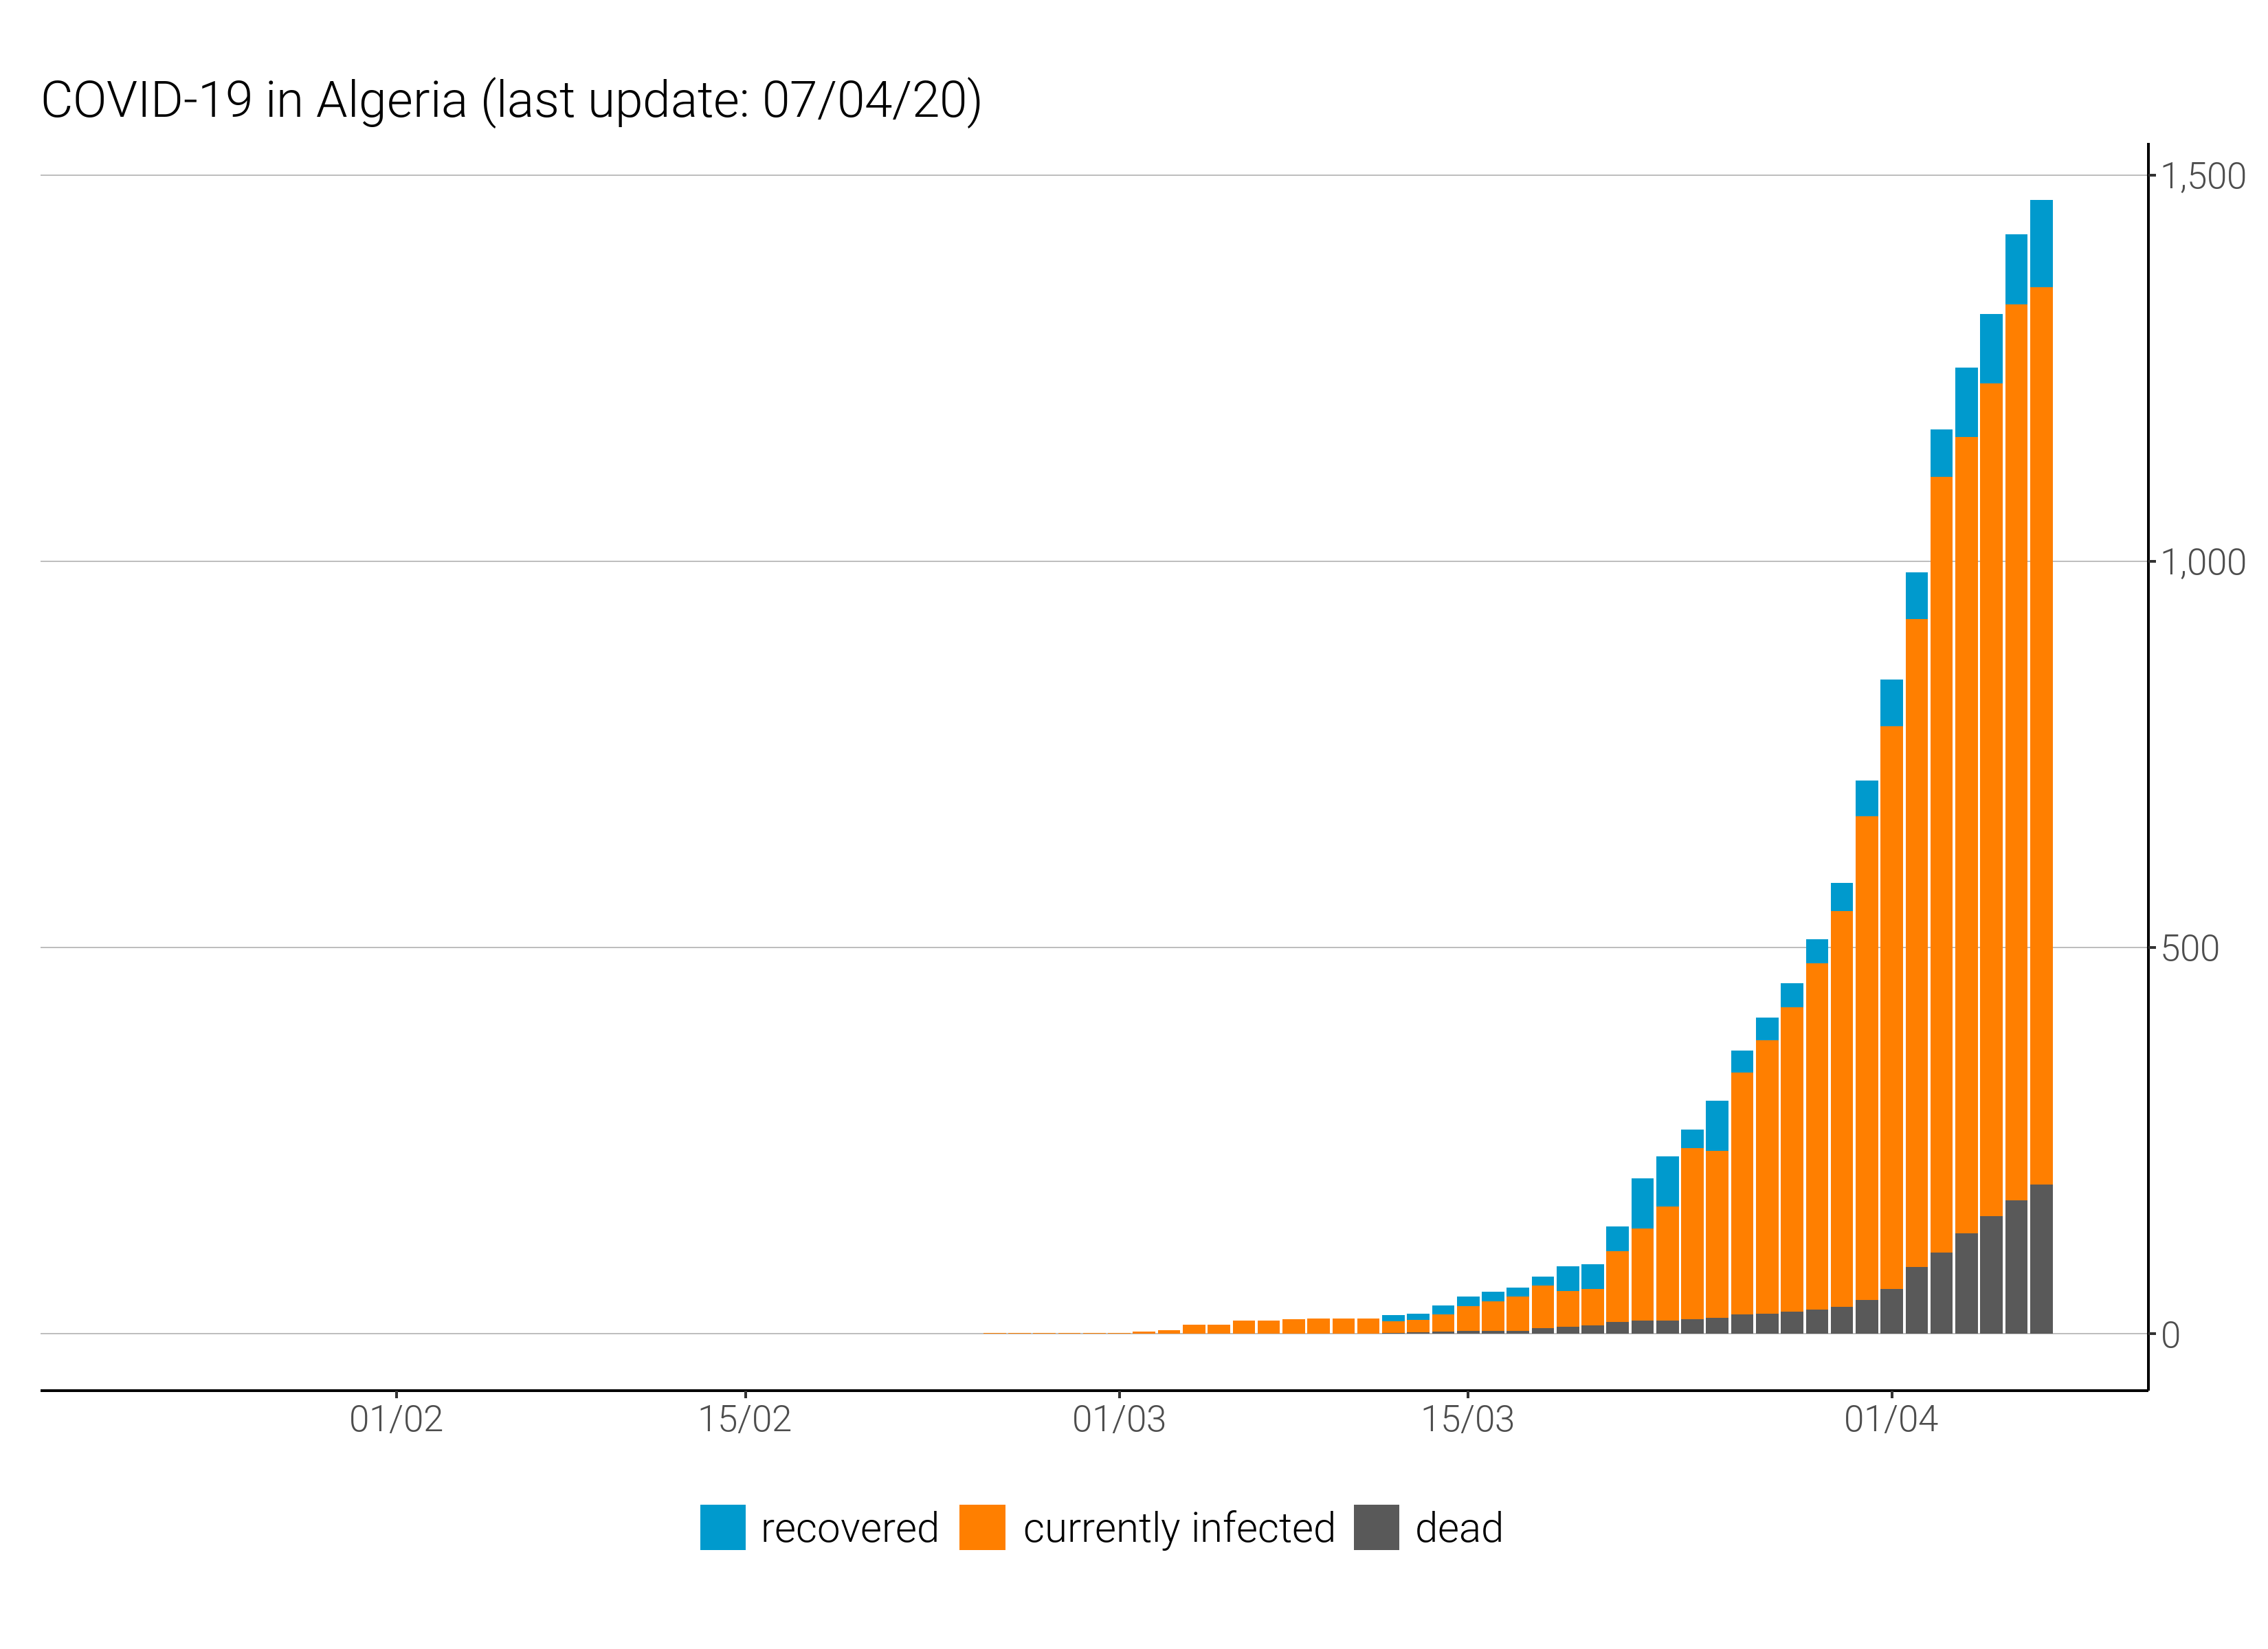 COVID-19 in Algeria (last update: 07/04/20)
1,500
1,000
500
0
01/02 15/02 01/03 15/03 01/04
recovered currently infected dead